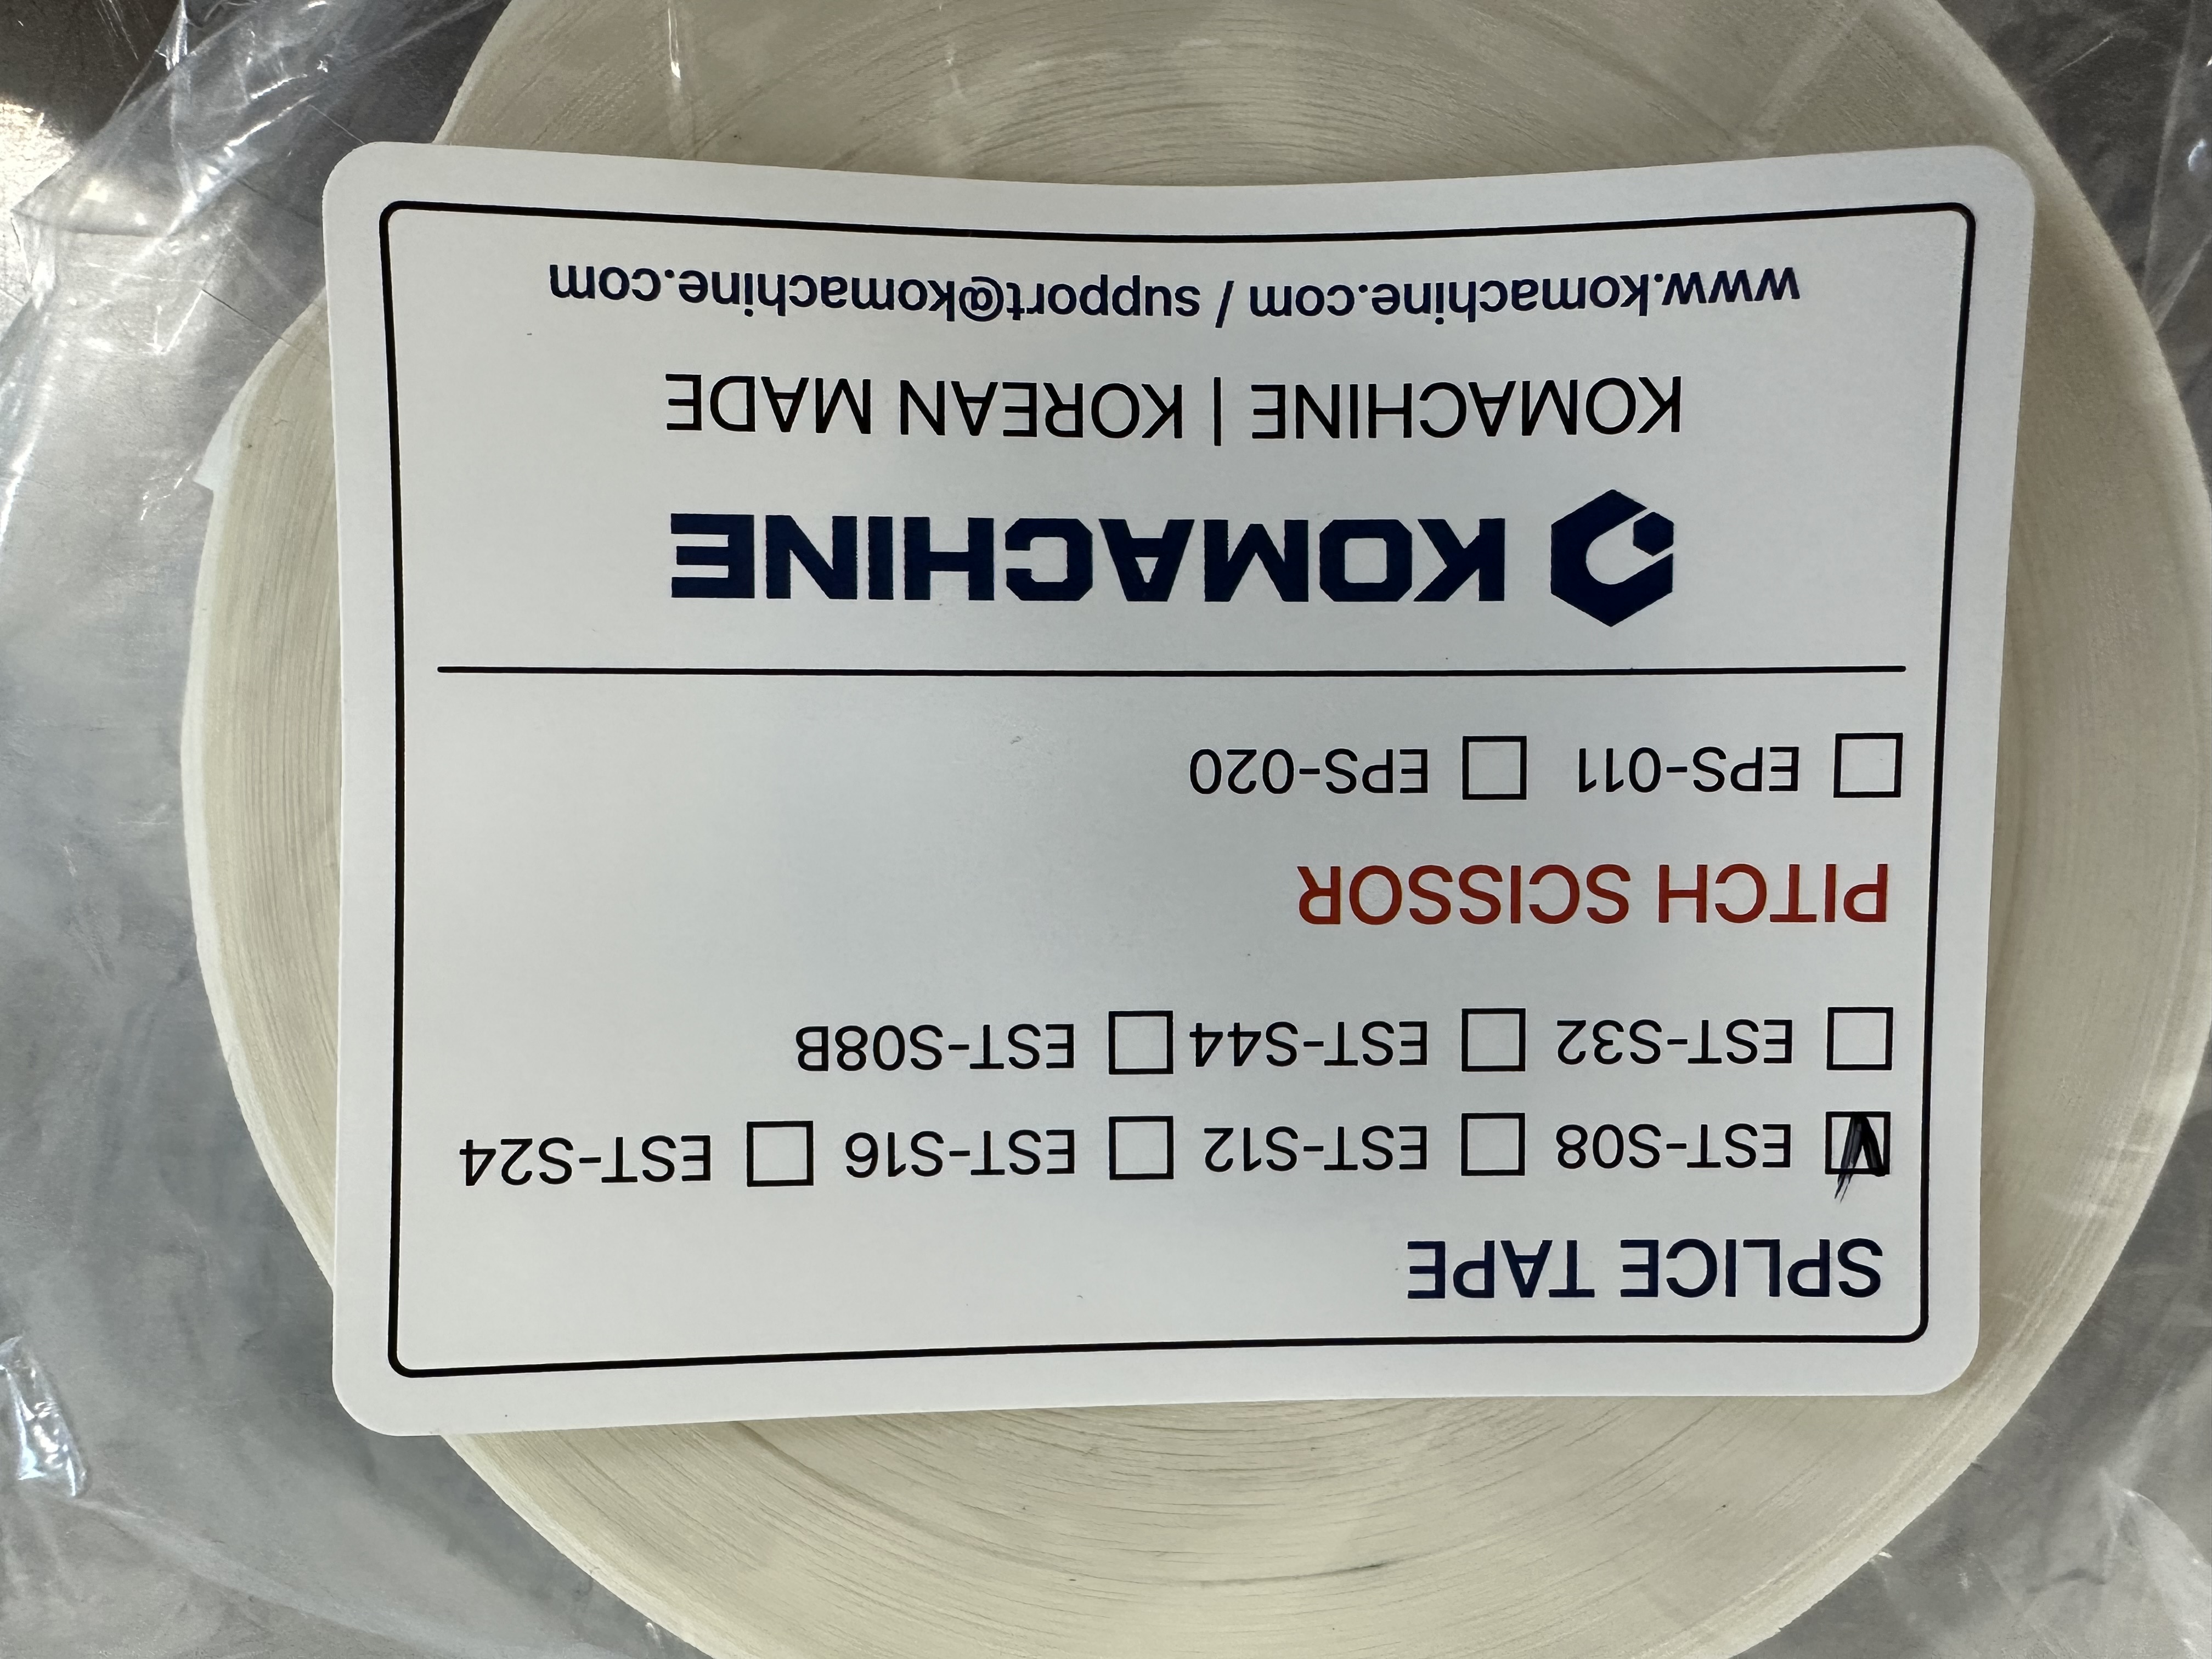 SPLICE TAPE
EST-S08 EST-S12 EST-S16 EST-S24
EST-S32 EST-S44 EST-S08B
PITCH SCISSOR
EPS-011 EPS-020
KOMACHINE
KOMACHINE | KOREAN MADE
www.komachine.com / support@komachine.com